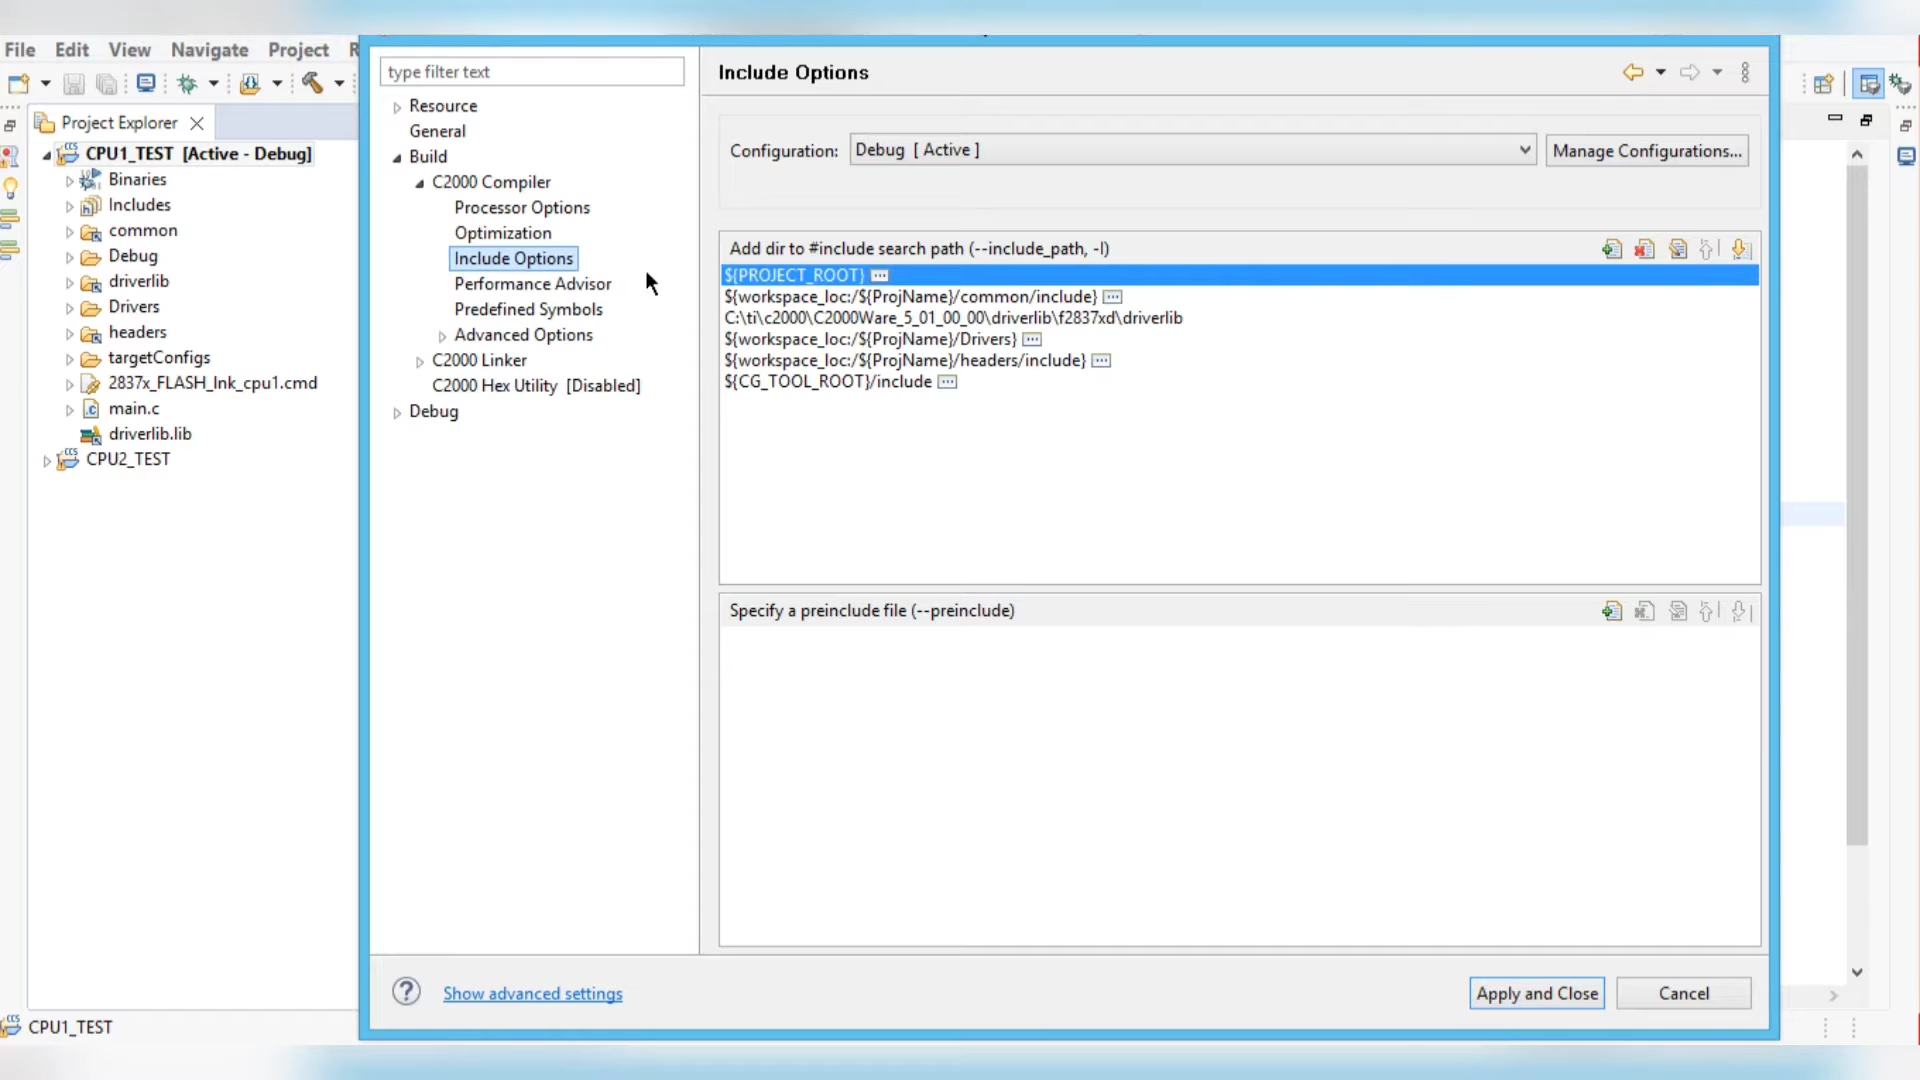 File Edit View Navigate Project
Project Explorer
CPU1_TEST [Active - Debug]
Binaries
Includes
common
Debug
driverlib
Drivers
headers
targetConfigs
2837x_FLASH_lnk_cpu1.cmd
main.c
driverlib.lib
CPU2_TEST
CPU1_TEST
type filter text
Resource
General
Build
C2000 Compiler
Processor Options
Optimization
Include Options
Performance Advisor
Predefined Symbols
Advanced Options
C2000 Linker
C2000 Hex Utility [Disabled]
Debug
Include Options
Configuration: Debug [ Active ] Manage Configurations...
Add dir to #include search path (--include_path, -I)
${PROJECT_ROOT}
${workspace_loc:/${ProjName}/common/include}
C:\ti\c2000\C2000Ware_5_01_00_00\driverlib\f2837xd\driverlib
${workspace_loc:/${ProjName}/Drivers}
${workspace_loc:/${ProjName}/headers/include}
${CG_TOOL_ROOT}/include
Specify a preinclude file (--preinclude)
Show advanced settings
Apply and Close Cancel